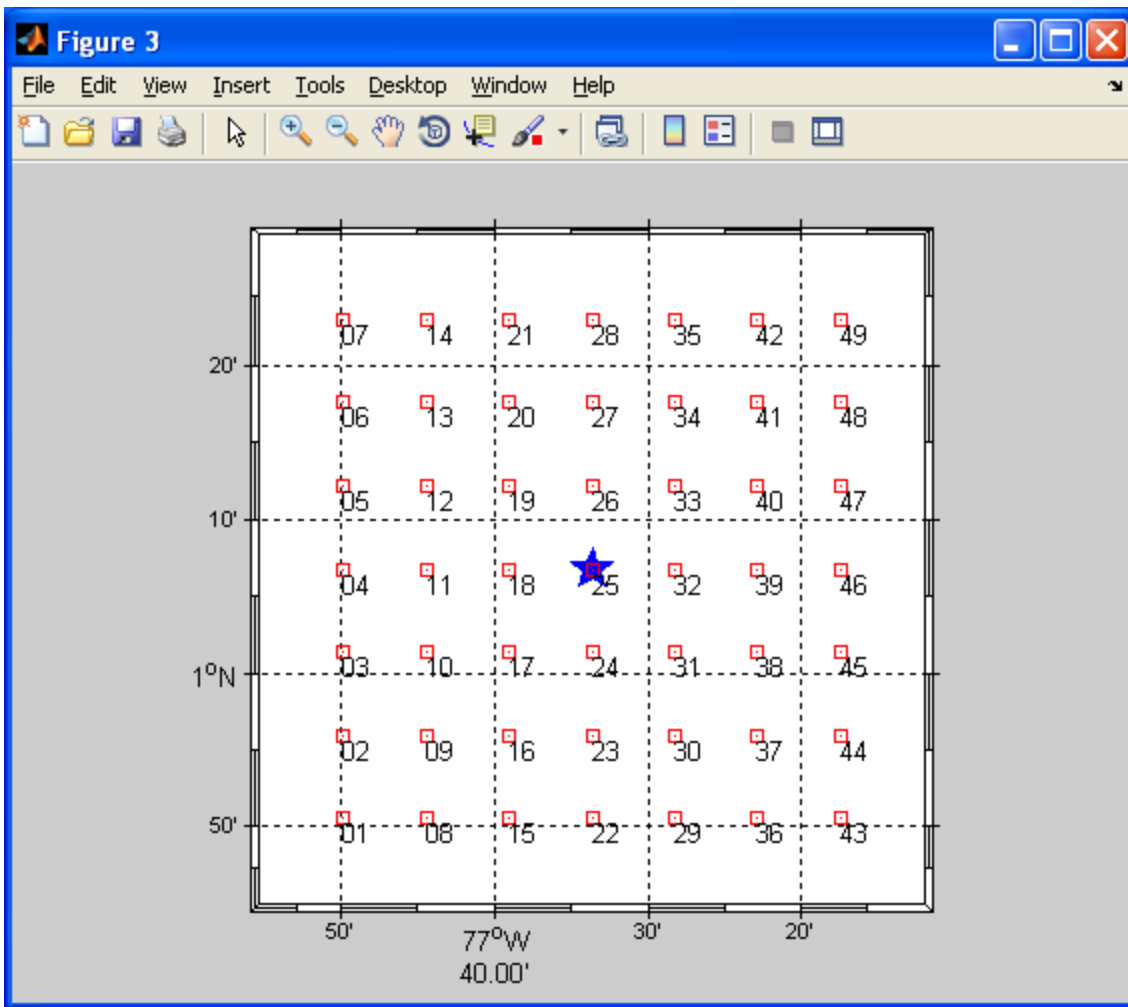 Figure 3
File Edit View Insert Tools Desktop Window Help
07 14 21 28 35 42 49
20'
06 13 20 27 34 41 48
05 12 19 26 33 40 47
10'
04 11 18 25 32 39 46
03 10 17 24 31 38 45
1°N
02 09 16 23 30 37 44
50'
01 08 15 22 29 36 43
50' 77°W 30' 20'
40.00'